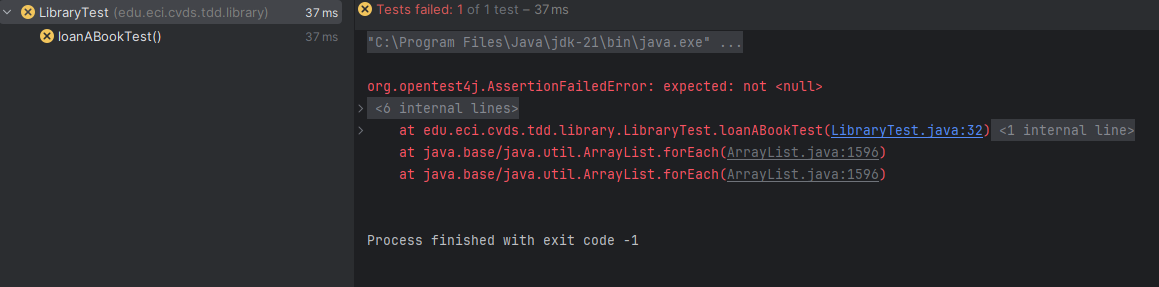 LibraryTest (edu.eci.cvds.tdd.library) 37 ms
loanABookTest() 37 ms
Tests failed: 1 of 1 test – 37 ms
"C:\Program Files\Java\jdk-21\bin\java.exe" ...
org.opentest4j.AssertionFailedError: expected: not <null>
<6 internal lines>
at edu.eci.cvds.tdd.library.LibraryTest.loanABookTest(LibraryTest.java:32) <1 internal line>
at java.base/java.util.ArrayList.forEach(ArrayList.java:1596)
at java.base/java.util.ArrayList.forEach(ArrayList.java:1596)
Process finished with exit code -1